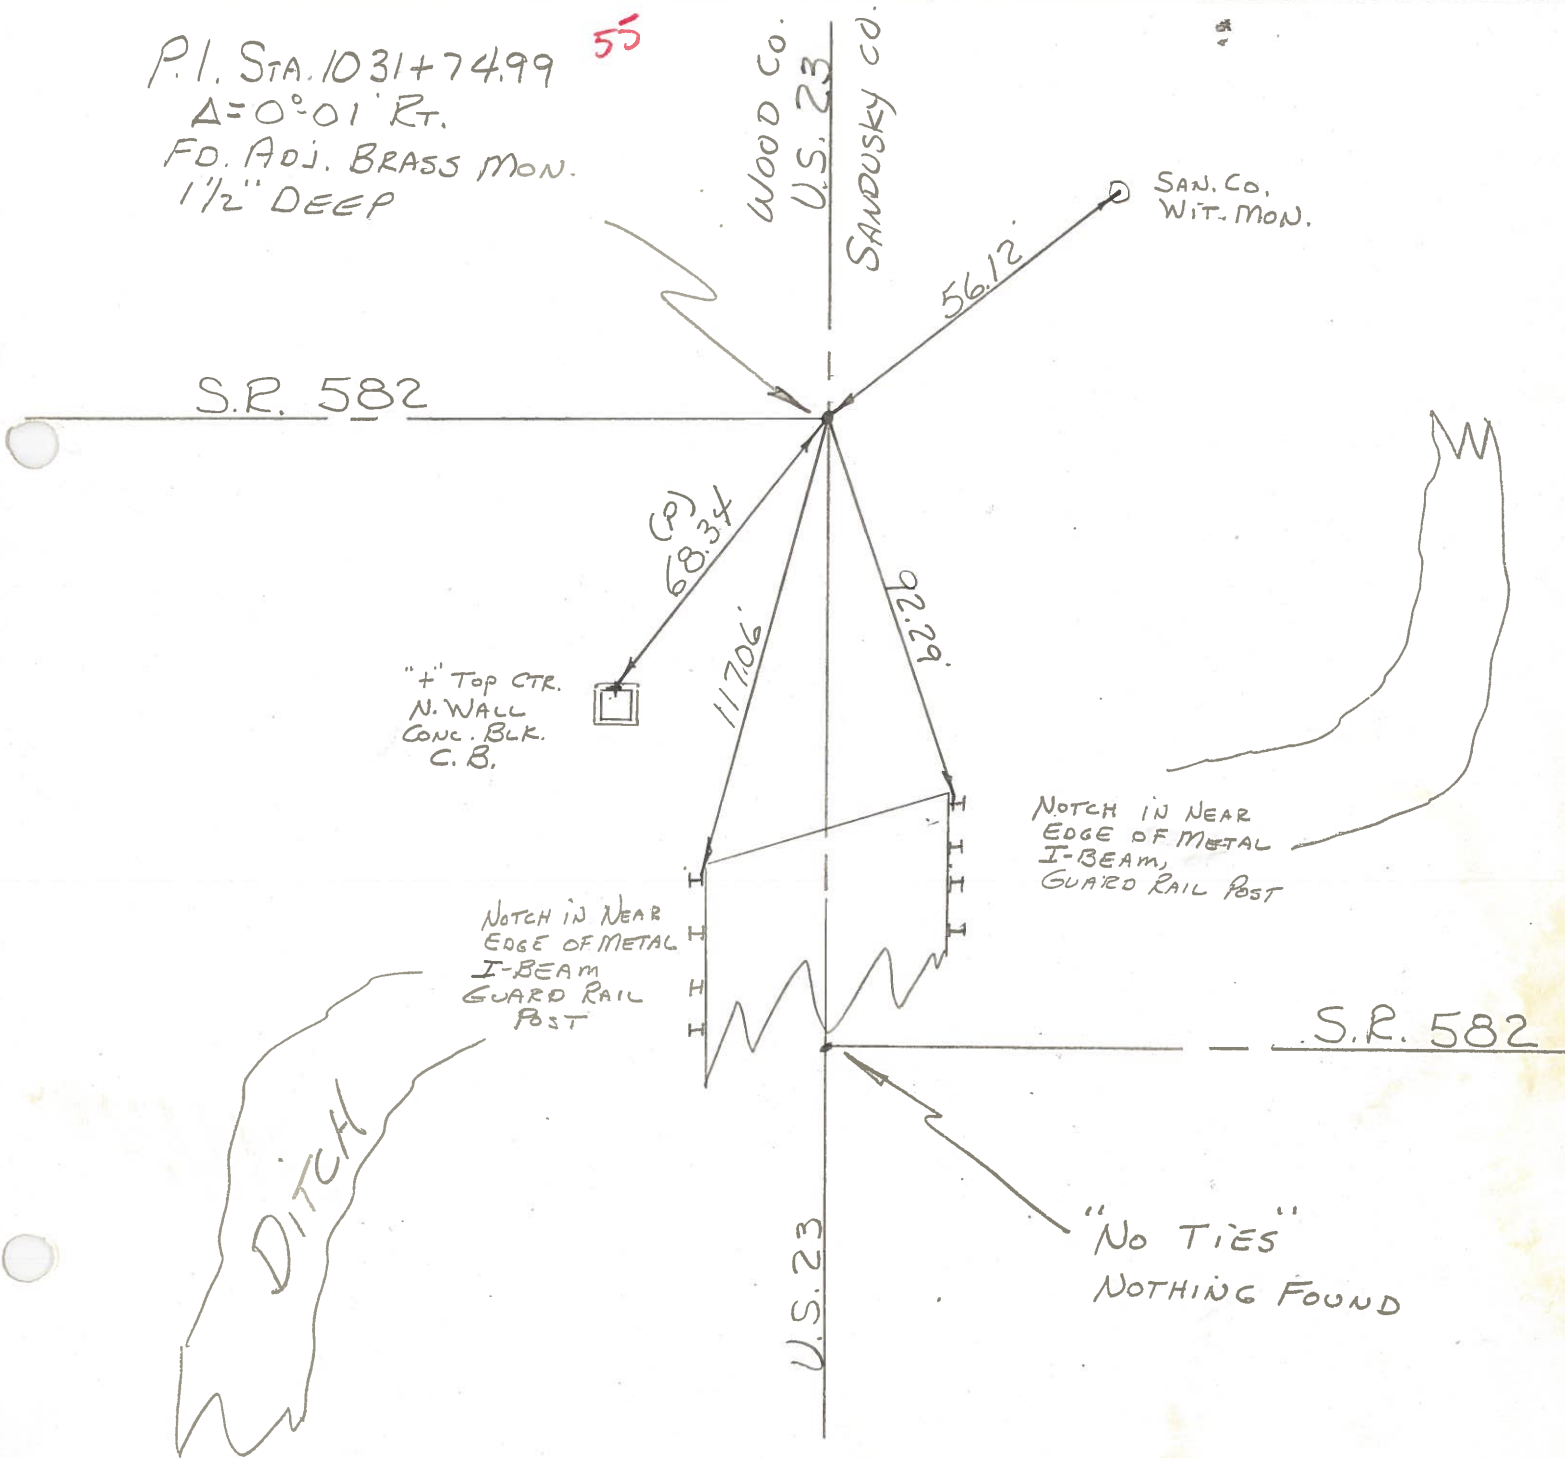 P.I. STA. 1031+74.99
Δ=0°-01' RT.
FD. ADJ. BRASS MON.
1 1/2" DEEP
55
WOOD CO.
U.S. 23
SANDUSKY CO.
SAN. CO.
WIT. MON.
56.12'
S.R. 582
(P)
68.34
117.06'
92.29'
"+" TOP CTR.
N. WALL
CONC. BLK.
C.B.
NOTCH IN NEAR
EDGE OF METAL
I-BEAM,
GUARD RAIL POST
NOTCH IN NEAR
EDGE OF METAL
I-BEAM
GUARD RAIL
POST
S.R. 582
DITCH
U.S. 23
"NO TIES"
NOTHING FOUND